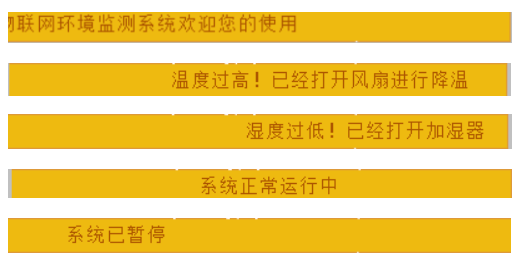 物联网环境监测系统欢迎您的使用
温度过高！已经打开风扇进行降温
湿度过低！已经打开加湿器
系统正常运行中
系统已暂停